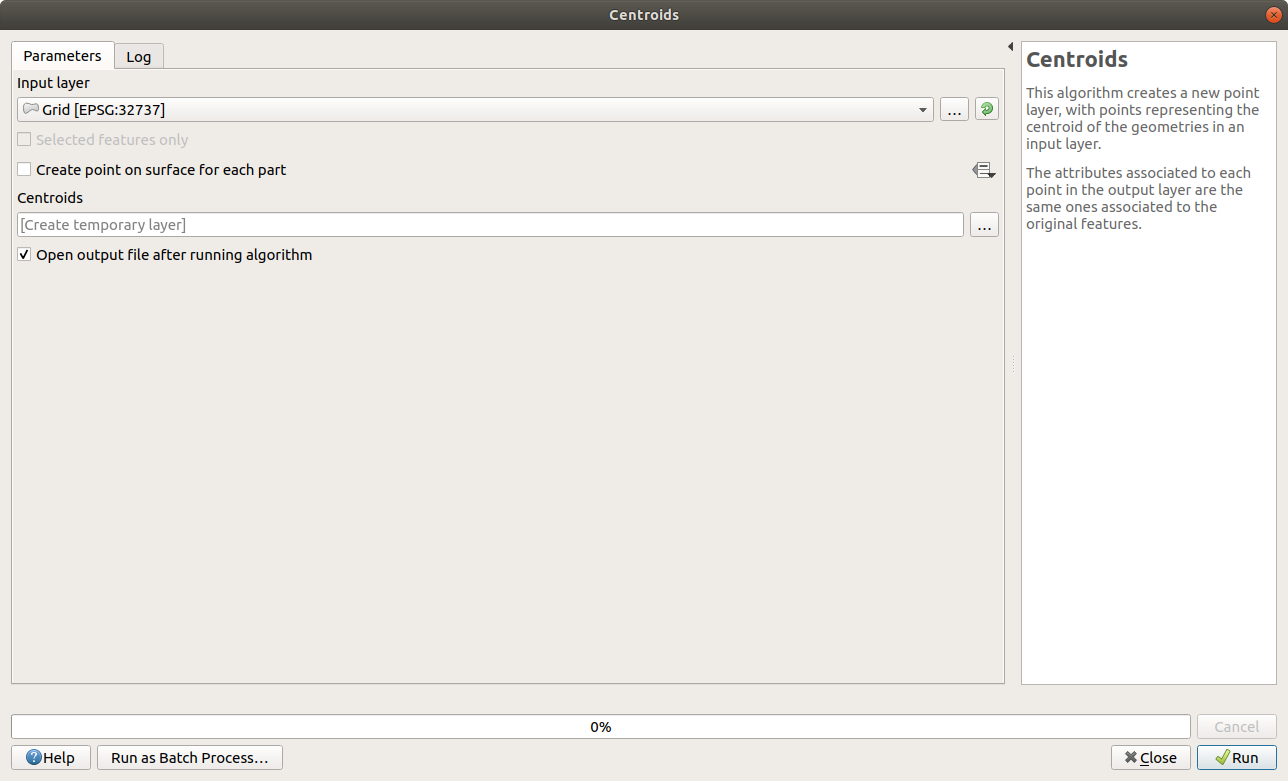 Centroids
Parameters
Log
Input layer
Grid [EPSG:32737]
...
Selected features only
Create point on surface for each part
Centroids
[Create temporary layer]
...
Open output file after running algorithm
Centroids
This algorithm creates a new point
layer, with points representing the
centroid of the geometries in an
input layer.
The attributes associated to each
point in the output layer are the
same ones associated to the
original features.
0%
Cancel
Help
Run as Batch Process…
Close
Run